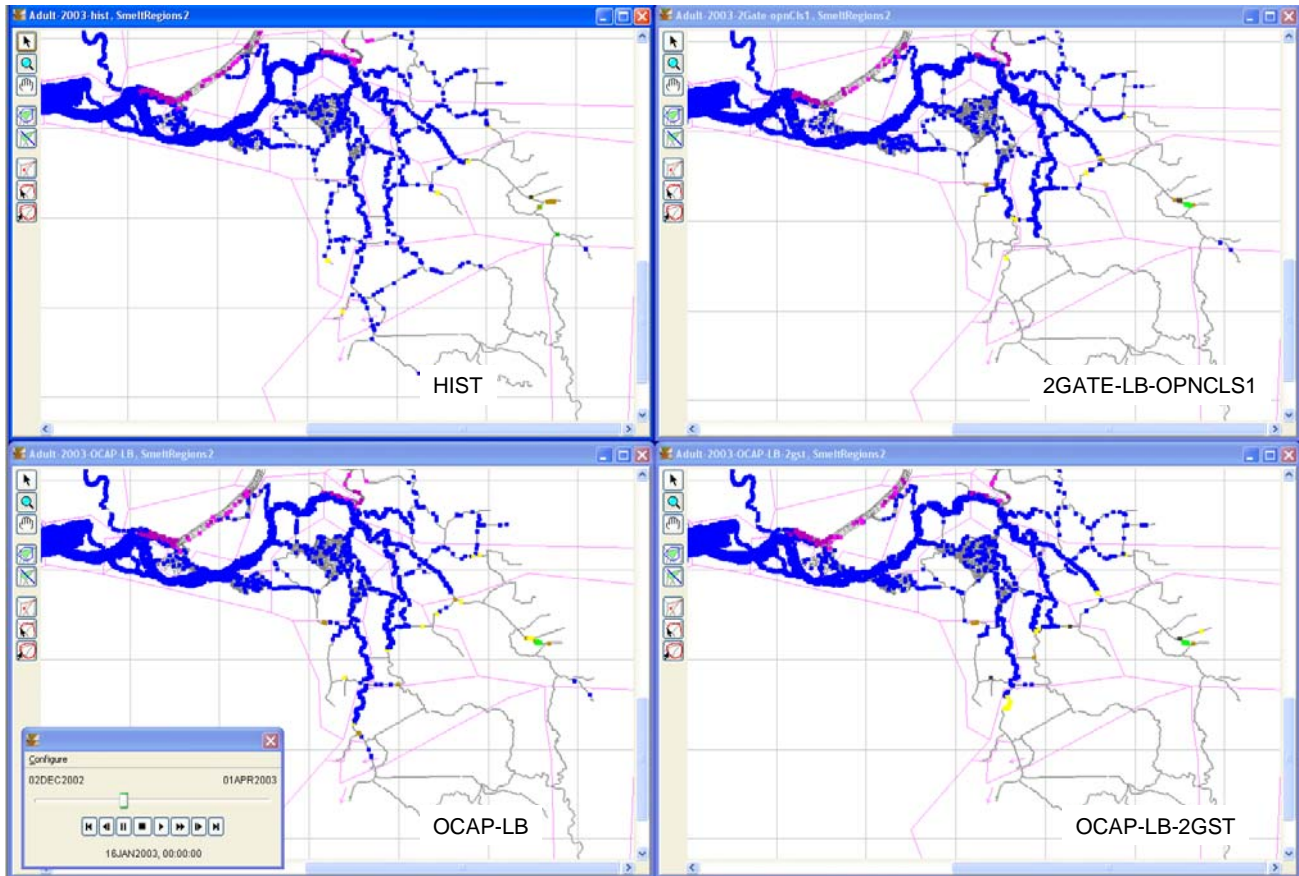 Adult-2003-hist, SmeltRegions2
Adult-2003-2Gate-opnCls1, SmeltRegions2
HIST
2GATE-LB-OPNCLS1
Adult-2003-OCAP-LB, SmeltRegions2
Adult-2003-OCAP-LB-2gst, SmeltRegions2
Configure
02DEC2002 01APR2003
16JAN2003, 00:00:00
OCAP-LB
OCAP-LB-2GST